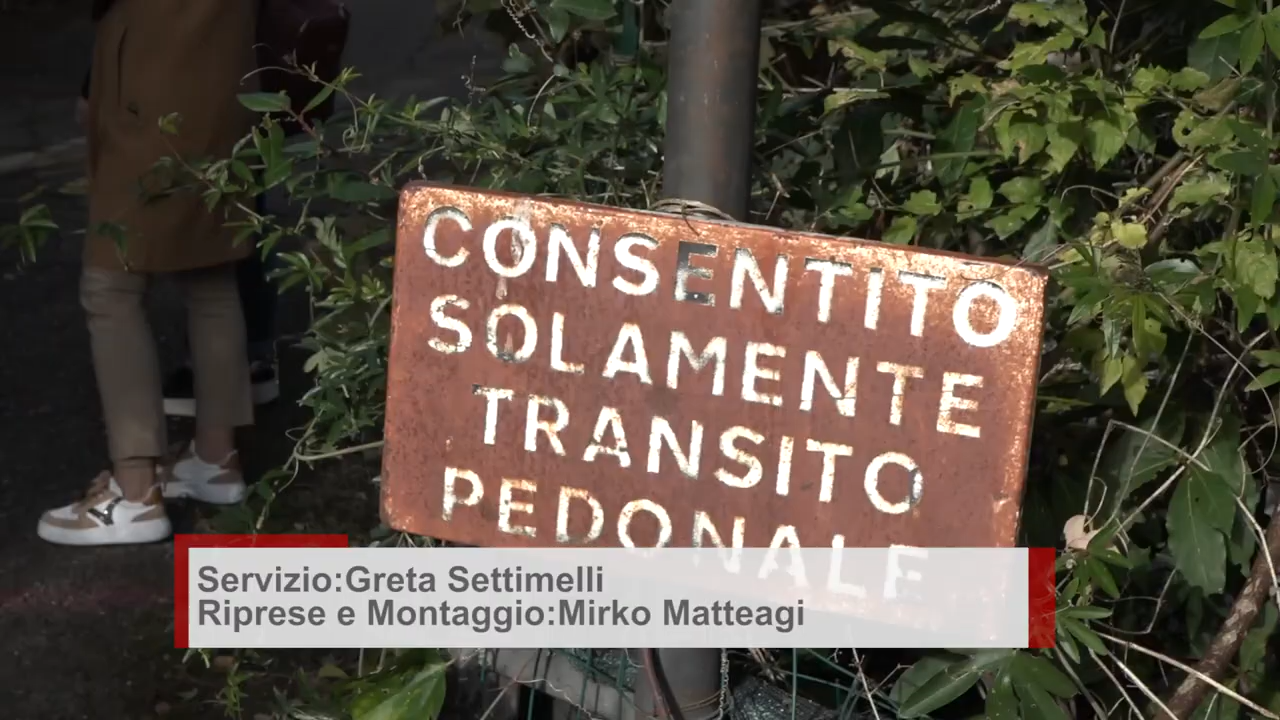 CONSENTITO
SOLAMENTE
TRANSITO
PEDONALE
Servizio:Greta Settimelli
Riprese e Montaggio:Mirko Matteagi